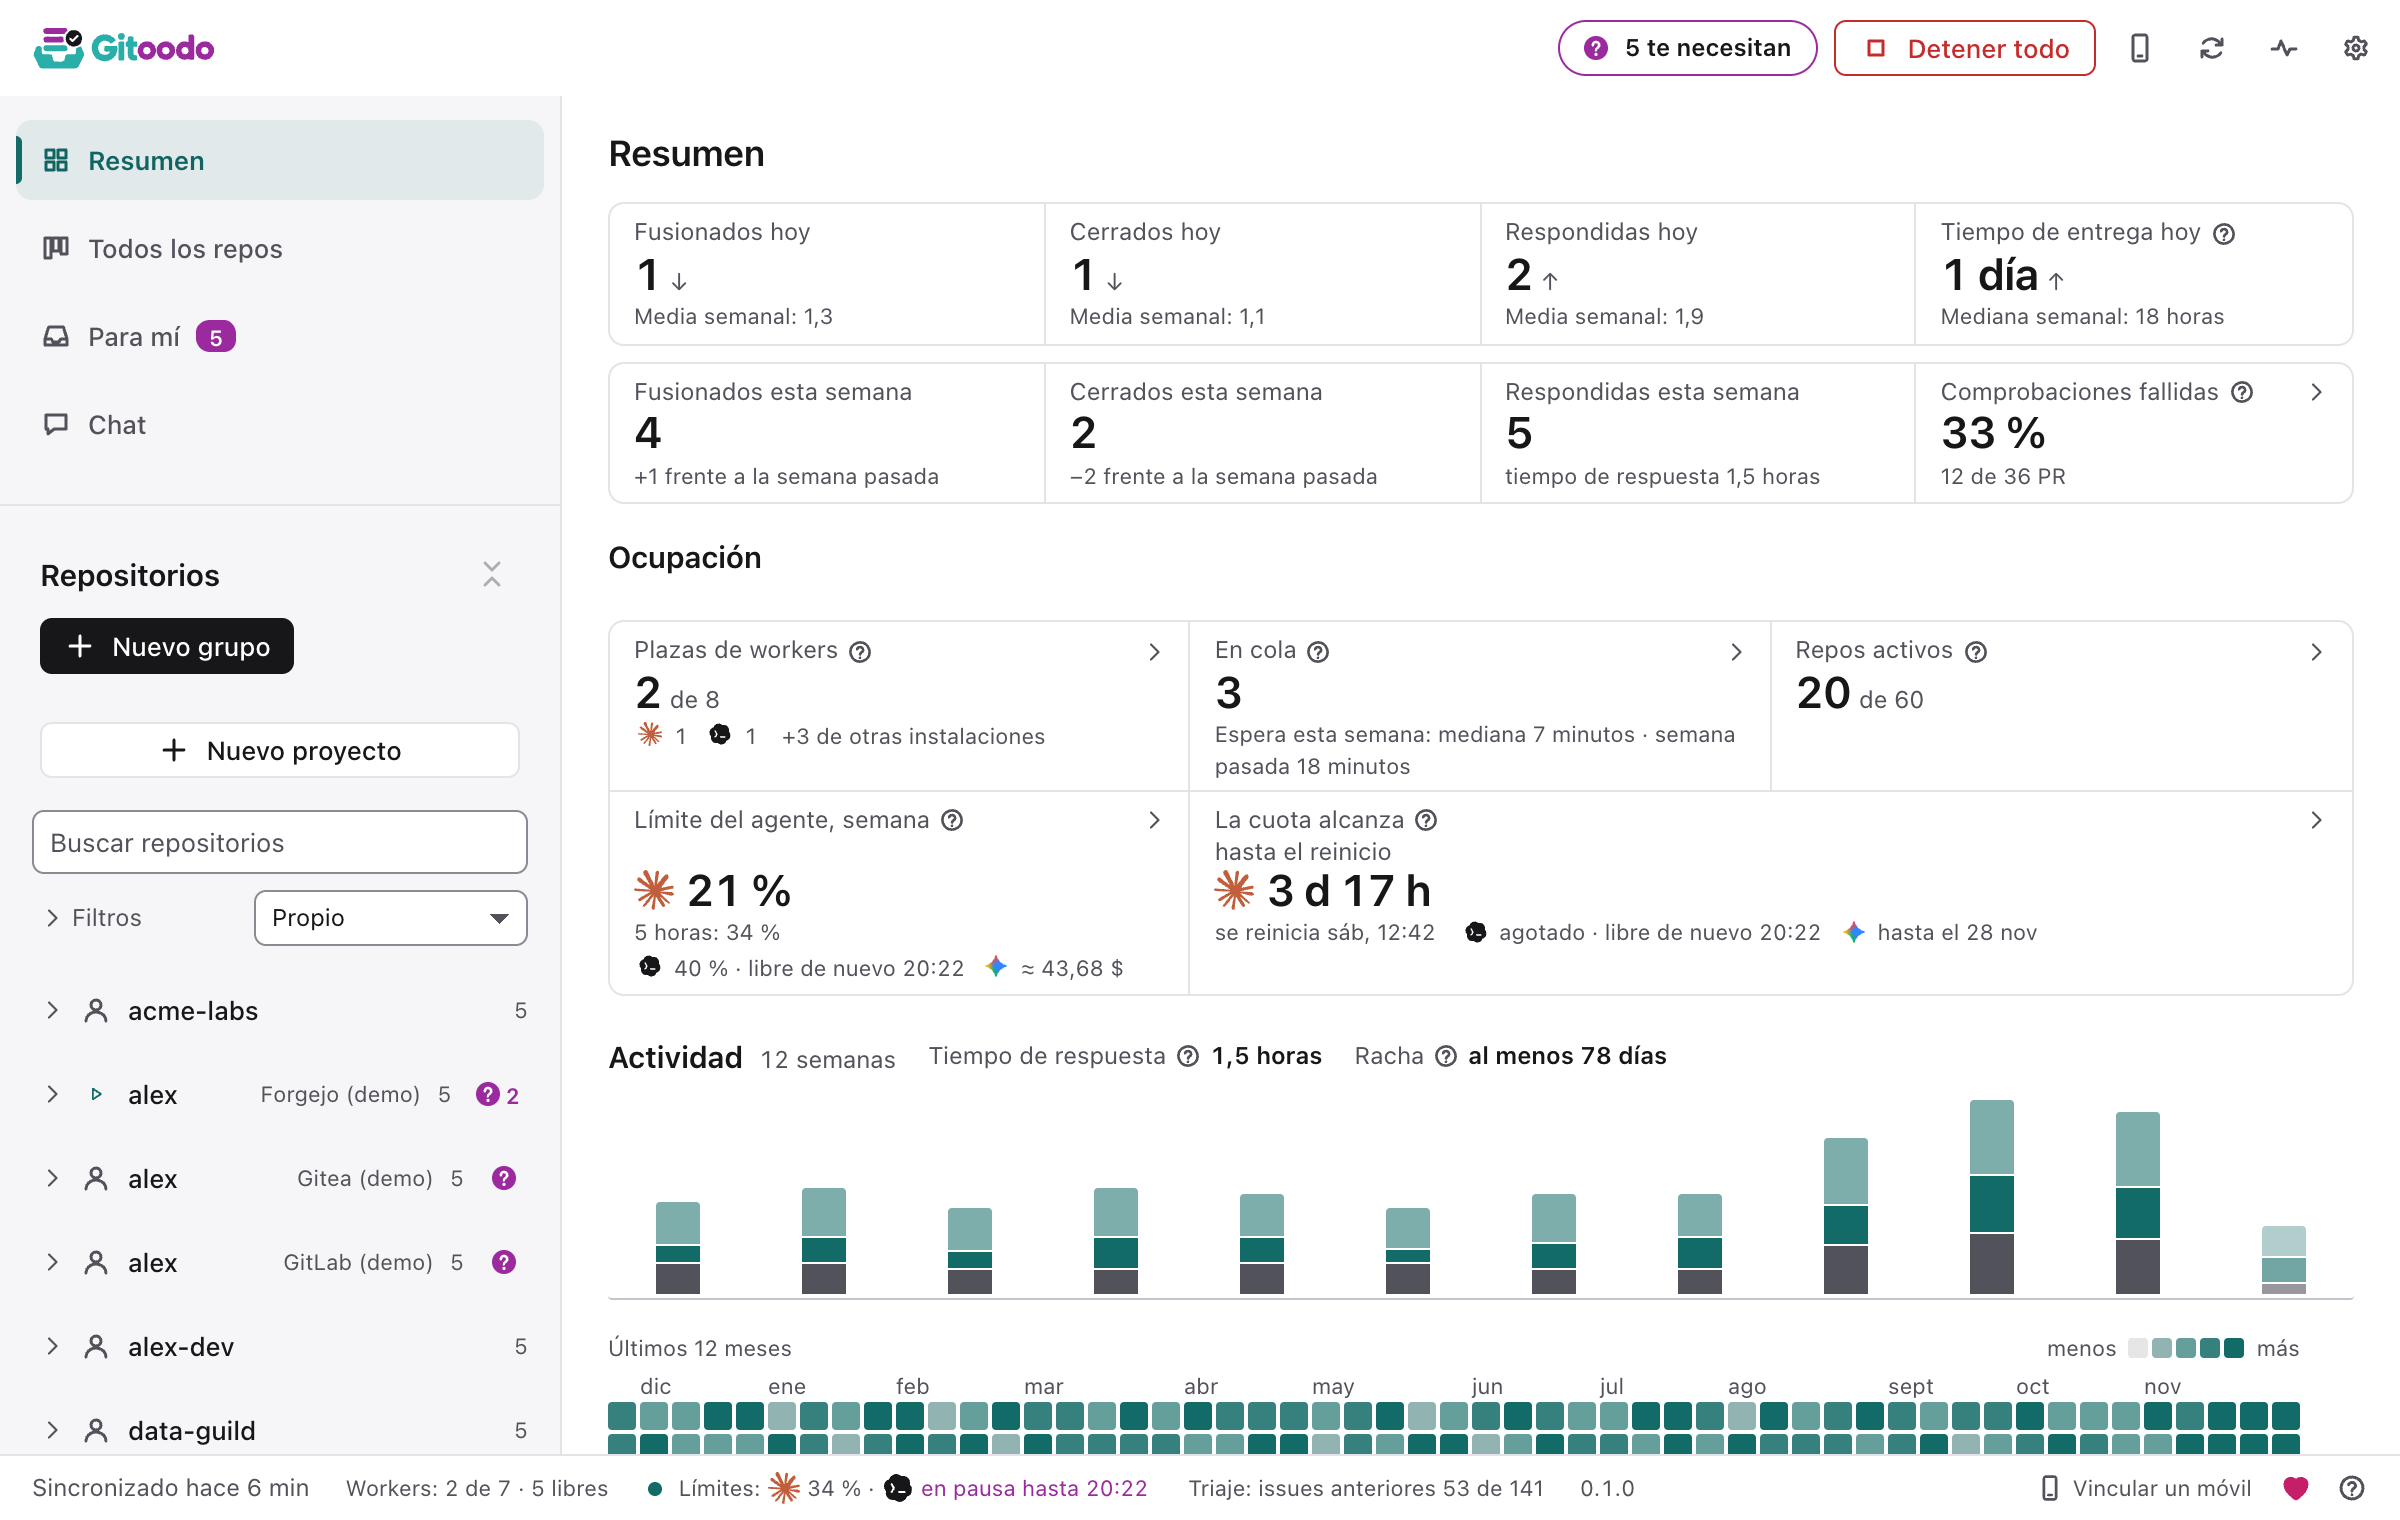 Gitoodo
5 te necesitan
Detener todo
Resumen
Todos los repos
Para mí 5
Chat
Repositorios
Nuevo grupo
Nuevo proyecto
Buscar repositorios
Filtros
Propio
acme-labs 5
alex Forgejo (demo) 5 ? 2
alex Gitea (demo) 5 ?
alex GitLab (demo) 5 ?
alex-dev 5
data-guild 5
Resumen
Fusionados hoy
1 ↓
Media semanal: 1,3
Cerrados hoy
1 ↓
Media semanal: 1,1
Respondidas hoy
2 ↑
Media semanal: 1,9
Tiempo de entrega hoy ?
1 día ↑
Mediana semanal: 18 horas
Fusionados esta semana
4
+1 frente a la semana pasada
Cerrados esta semana
2
−2 frente a la semana pasada
Respondidas esta semana
5
tiempo de respuesta 1,5 horas
Comprobaciones fallidas ?
33 %
12 de 36 PR
Ocupación
Plazas de workers ?
2 de 8
1 1 +3 de otras instalaciones
En cola ?
3
Espera esta semana: mediana 7 minutos · semana
pasada 18 minutos
Repos activos ?
20 de 60
Límite del agente, semana ?
21 %
5 horas: 34 %
40 % · libre de nuevo 20:22 ≈ 43,68 $
La cuota alcanza ?
hasta el reinicio
3 d 17 h
se reinicia sáb, 12:42 agotado · libre de nuevo 20:22 hasta el 28 nov
Actividad 12 semanas Tiempo de respuesta ? 1,5 horas Racha ? al menos 78 días
Últimos 12 meses
menos más
dic ene feb mar abr may jun jul ago sept oct nov
Sincronizado hace 6 min
Workers: 2 de 7 · 5 libres
Límites: 34 % · en pausa hasta 20:22
Triaje: issues anteriores 53 de 141
0.1.0
Vincular un móvil